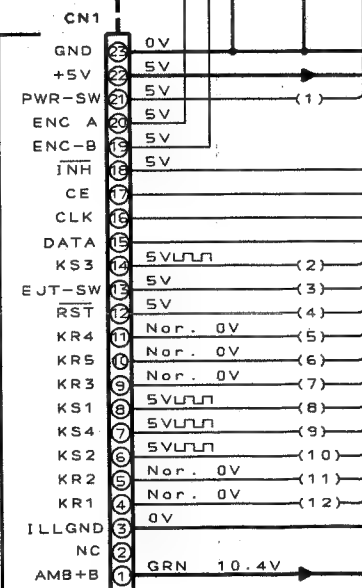 CN1
GND 23 0V
+5V 22 5V
PWR-SW 21 5V (1)
ENC A 20 5V
ENC-B 19 5V
INH 18 5V
CE 17
CLK 16
DATA 15
KS3 14 5V (2)
EJT-SW 13 5V (3)
RST 12 5V (4)
KR4 11 Nor. 0V (5)
KR5 10 Nor. 0V (6)
KR3 9 Nor. 0V (7)
KS1 8 5V (8)
KS4 7 5V (9)
KS2 6 5V (10)
KR2 5 Nor. 0V (11)
KR1 4 Nor. 0V (12)
ILLGND 3 0V
NC 2
AMB+B 1 GRN 10.4V